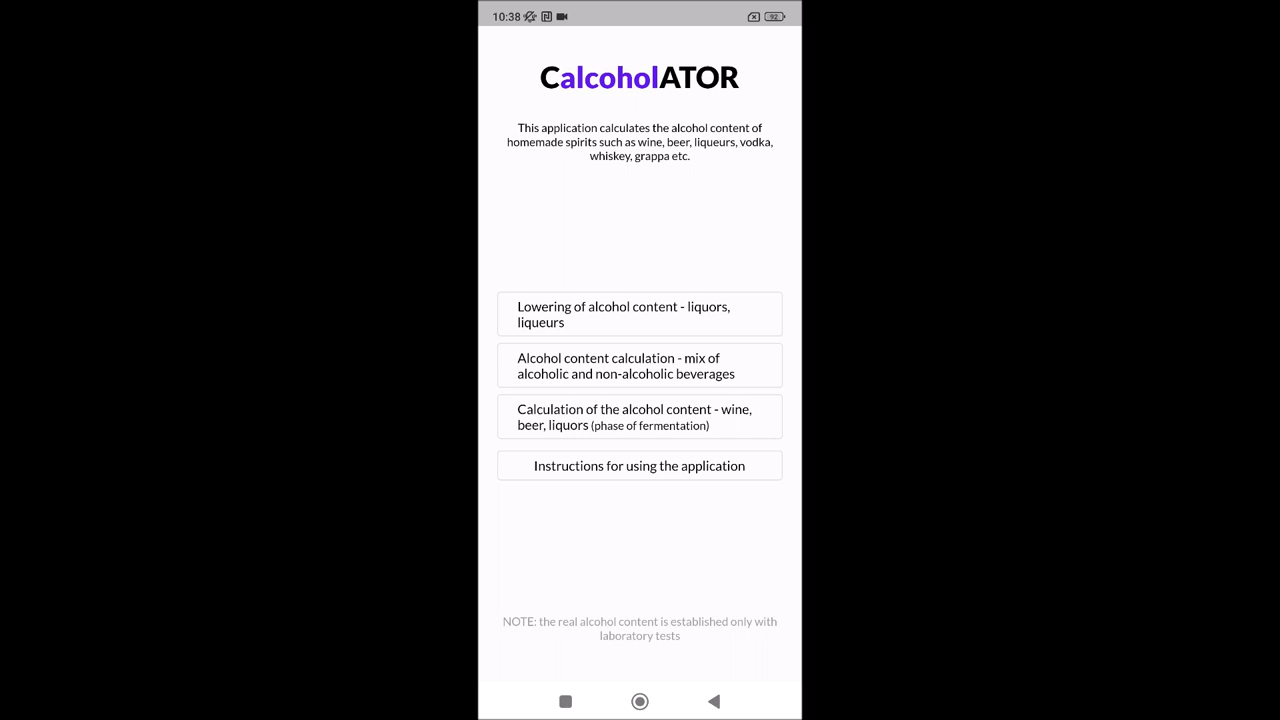 10:38
92
CalcoholATOR
This application calculates the alcohol content of
homemade spirits such as wine, beer, liqueurs, vodka,
whiskey, grappa etc.
Lowering of alcohol content - liquors,
liqueurs
Alcohol content calculation - mix of
alcoholic and non-alcoholic beverages
Calculation of the alcohol content - wine,
beer, liquors (phase of fermentation)
Instructions for using the application
NOTE: the real alcohol content is established only with
laboratory tests